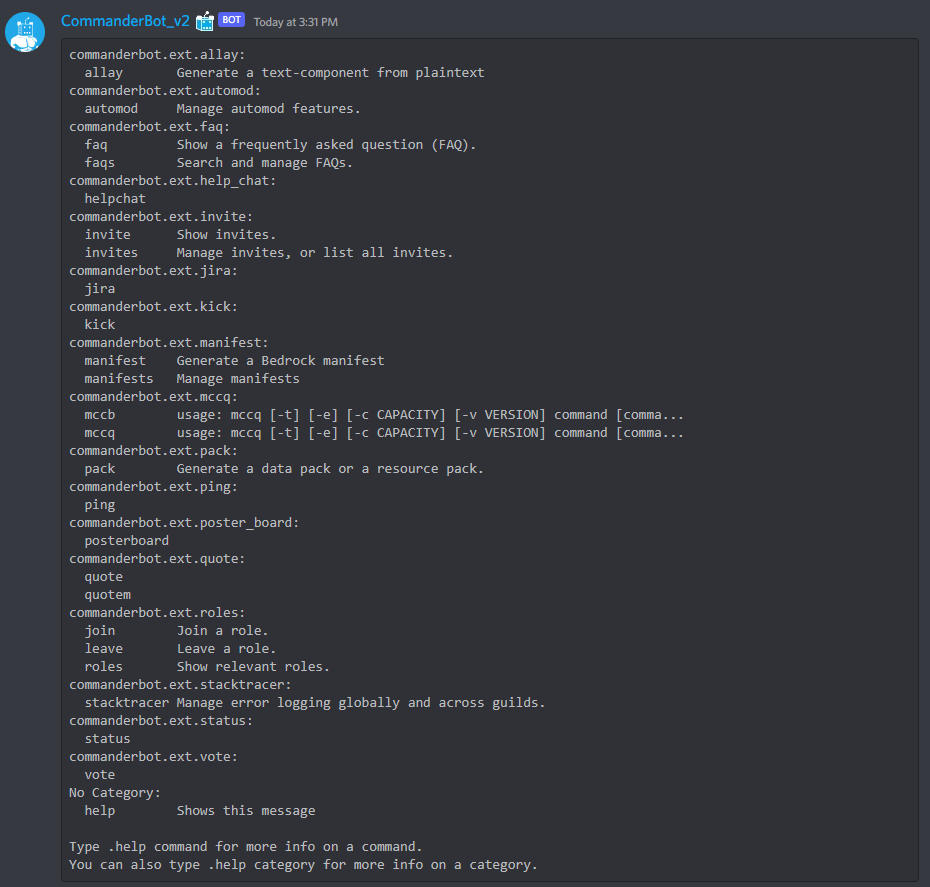 CommanderBot_v2 BOT Today at 3:31 PM
commanderbot.ext.allay:
  allay       Generate a text-component from plaintext
commanderbot.ext.automod:
  automod     Manage automod features.
commanderbot.ext.faq:
  faq         Show a frequently asked question (FAQ).
  faqs        Search and manage FAQs.
commanderbot.ext.help_chat:
  helpchat
commanderbot.ext.invite:
  invite      Show invites.
  invites     Manage invites, or list all invites.
commanderbot.ext.jira:
  jira
commanderbot.ext.kick:
  kick
commanderbot.ext.manifest:
  manifest    Generate a Bedrock manifest
  manifests   Manage manifests
commanderbot.ext.mccq:
  mccb        usage: mccq [-t] [-e] [-c CAPACITY] [-v VERSION] command [comma...
  mccq        usage: mccq [-t] [-e] [-c CAPACITY] [-v VERSION] command [comma...
commanderbot.ext.pack:
  pack        Generate a data pack or a resource pack.
commanderbot.ext.ping:
  ping
commanderbot.ext.poster_board:
  posterboard
commanderbot.ext.quote:
  quote
  quotem
commanderbot.ext.roles:
  join        Join a role.
  leave       Leave a role.
  roles       Show relevant roles.
commanderbot.ext.stacktracer:
  stacktracer Manage error logging globally and across guilds.
commanderbot.ext.status:
  status
commanderbot.ext.vote:
  vote
No Category:
  help        Shows this message

Type .help command for more info on a command.
You can also type .help category for more info on a category.